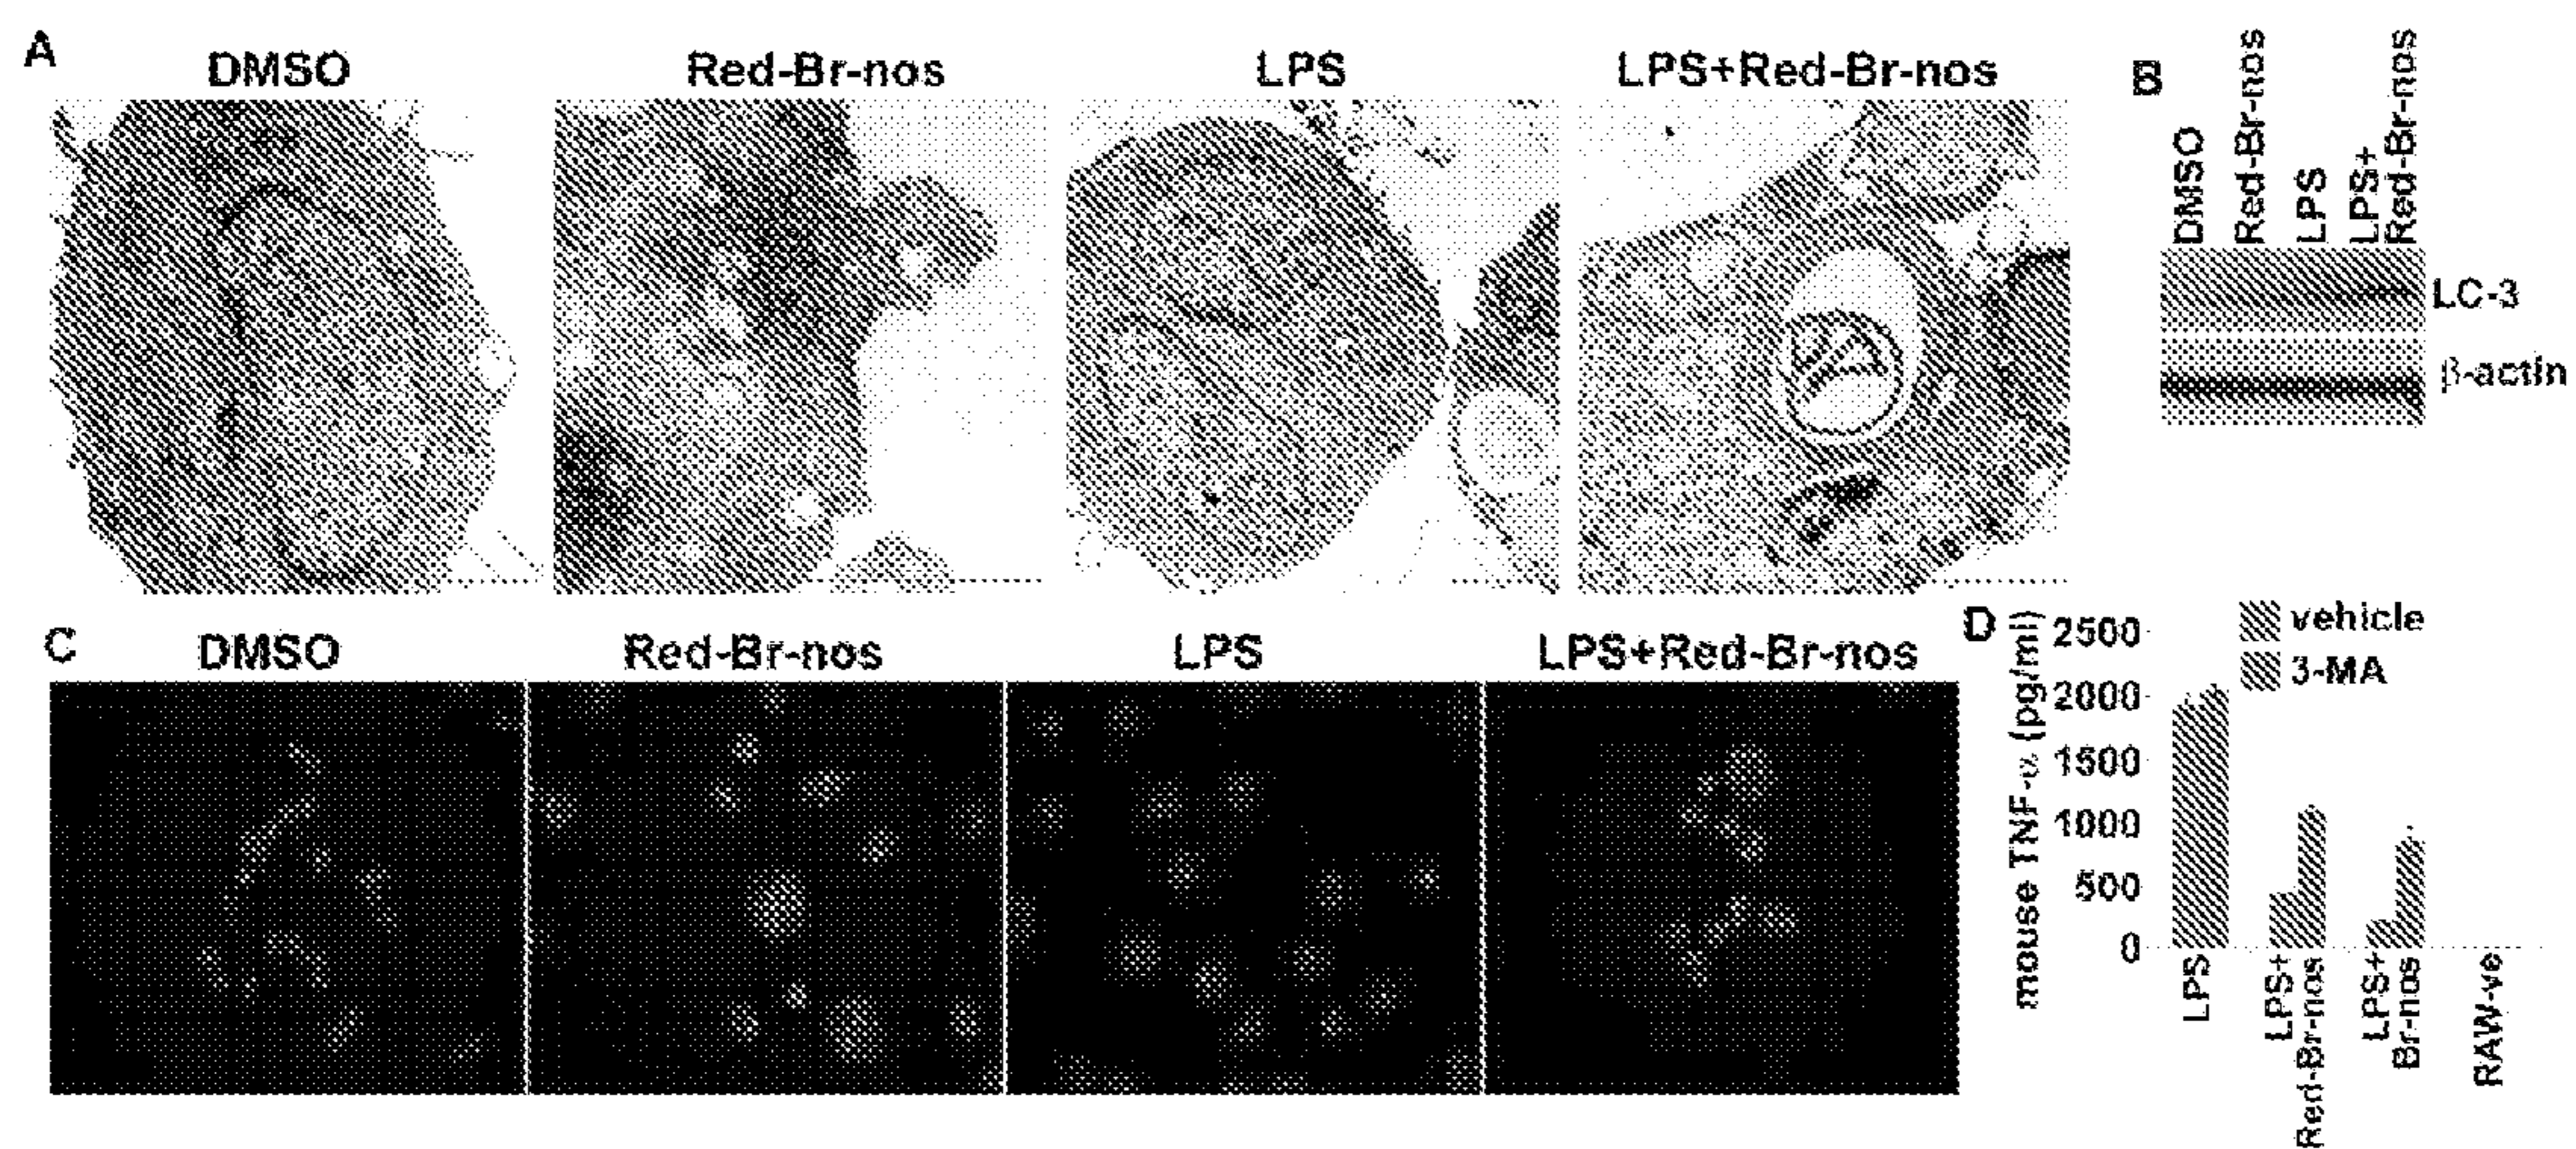 A
DMSO
Red-Br-nos
LPS
LPS+Red-Br-nos
B
DMSO
Red-Br-nos
LPS
LPS+
Red-Br-nos
LC-3
β-actin
C
DMSO
Red-Br-nos
LPS
LPS+Red-Br-nos
D
mouse TNF-α (pg/ml)
2500
2000
1500
1000
500
0
vehicle
3-MA
LPS
LPS+
Red-Br-nos
LPS+
Br-nos
RAW-ve